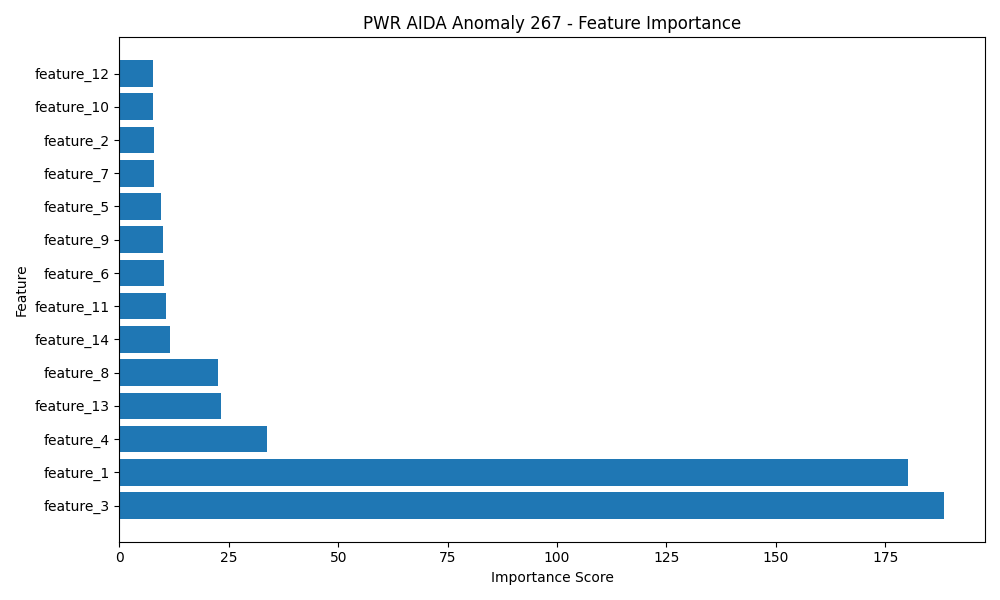 PWR AIDA Anomaly 267 - Feature Importance
feature_12
feature_10
feature_2
feature_7
feature_5
feature_9
feature_6
feature_11
feature_14
feature_8
feature_13
feature_4
feature_1
feature_3
Feature
0 25 50 75 100 125 150 175
Importance Score